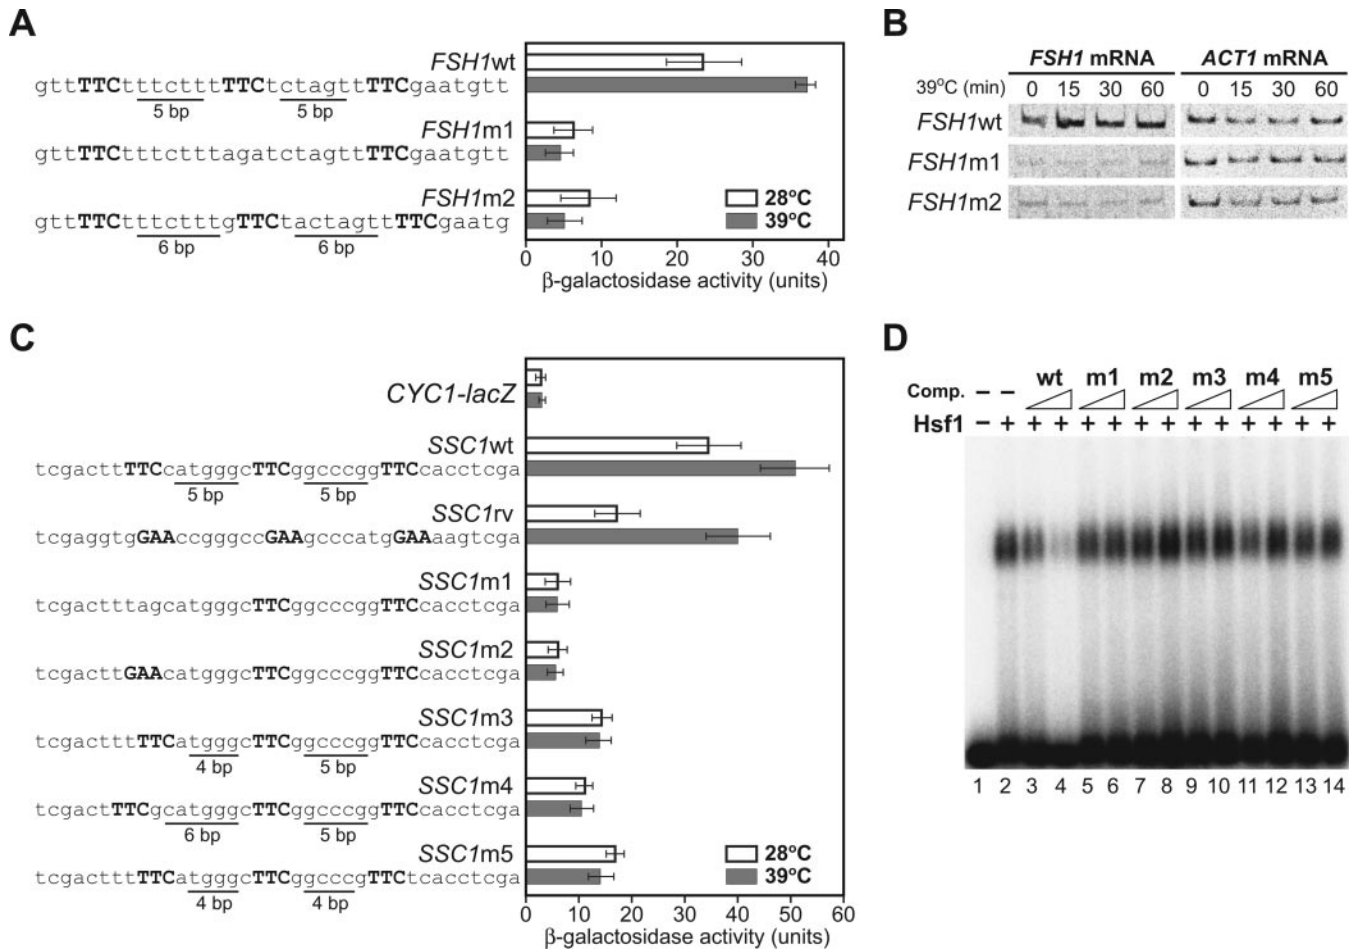 A
FSH1wt
gttTTCttcttttTTCtctagttTTCgaatgtt
5 bp 5 bp
FSH1m1
gttTTCtttctttagatctagttTTCgaatgtt
FSH1m2
gttTTCttctttgTTCtactagttTTCgaatg
6 bp 6 bp
28°C
39°C
0 10 20 30 40
β-galactosidase activity (units)
B
FSH1 mRNA ACT1 mRNA
39°C (min) 0 15 30 60 0 15 30 60
FSH1wt
FSH1m1
FSH1m2
C
CYC1-lacZ
SSC1wt
tcgactttTTCcatgggcTTCggcccggTTCcacctcga
5 bp 5 bp
SSC1rv
tcgaggtgGAAccgggccGAAgcccatgGAAaagtcga
SSC1m1
tcgactttagcatgggcTTCggcccggTTCcacctcga
SSC1m2
tcgacttGAAcatgggcTTCggcccggTTCcacctcga
SSC1m3
tcgactttTTCatgggcTTCggcccggTTCcacctcga
4 bp 5 bp
SSC1m4
tcgactTTCgcatgggcTTCggcccggTTCcacctcga
6 bp 5 bp
SSC1m5
tcgactttTTCatgggcTTCggcccgTTCtcacctcga
4 bp 4 bp
28°C
39°C
0 10 20 30 40 50 60
β-galactosidase activity (units)
D
wt m1 m2 m3 m4 m5
Comp. – –
Hsf1 – + + + + + + + + + + + + +
1 2 3 4 5 6 7 8 9 10 11 12 13 14